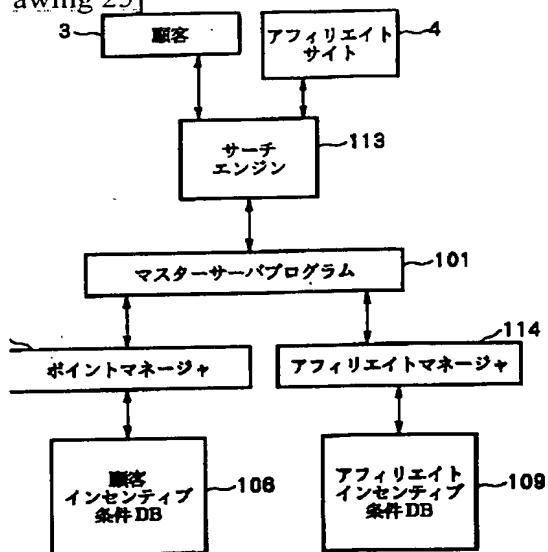 awing 25]
3
顧客
アフィリエイト
サイト
4
サーチ
エンジン
113
マスターサーバプログラム
101
114
ポイントマネージャ
アフィリエイトマネージャ
顧客
インセンティブ
条件DB
106
アフィリエイト
インセンティブ
条件DB
109